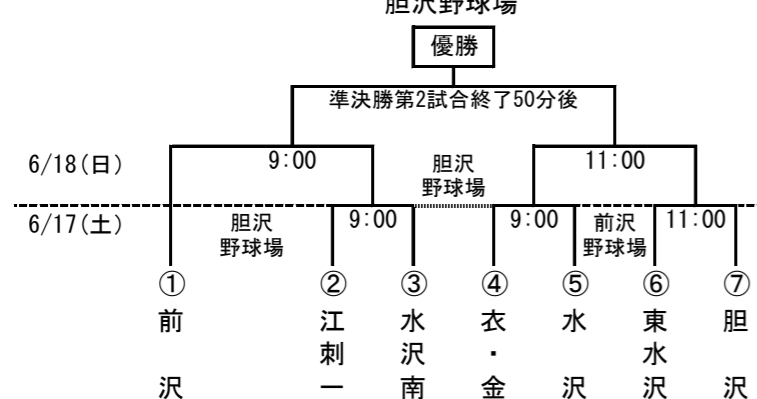 胆沢野球場
優勝
準決勝第2試合終了50分後
6/18(日)
9:00
胆沢
野球場
11:00
6/17(土)
胆沢
野球場
9:00
9:00
前沢
野球場
11:00
① ② ③ ④ ⑤ ⑥ ⑦
前沢
江刺一
水沢南
衣・金
水沢
東水沢
胆沢